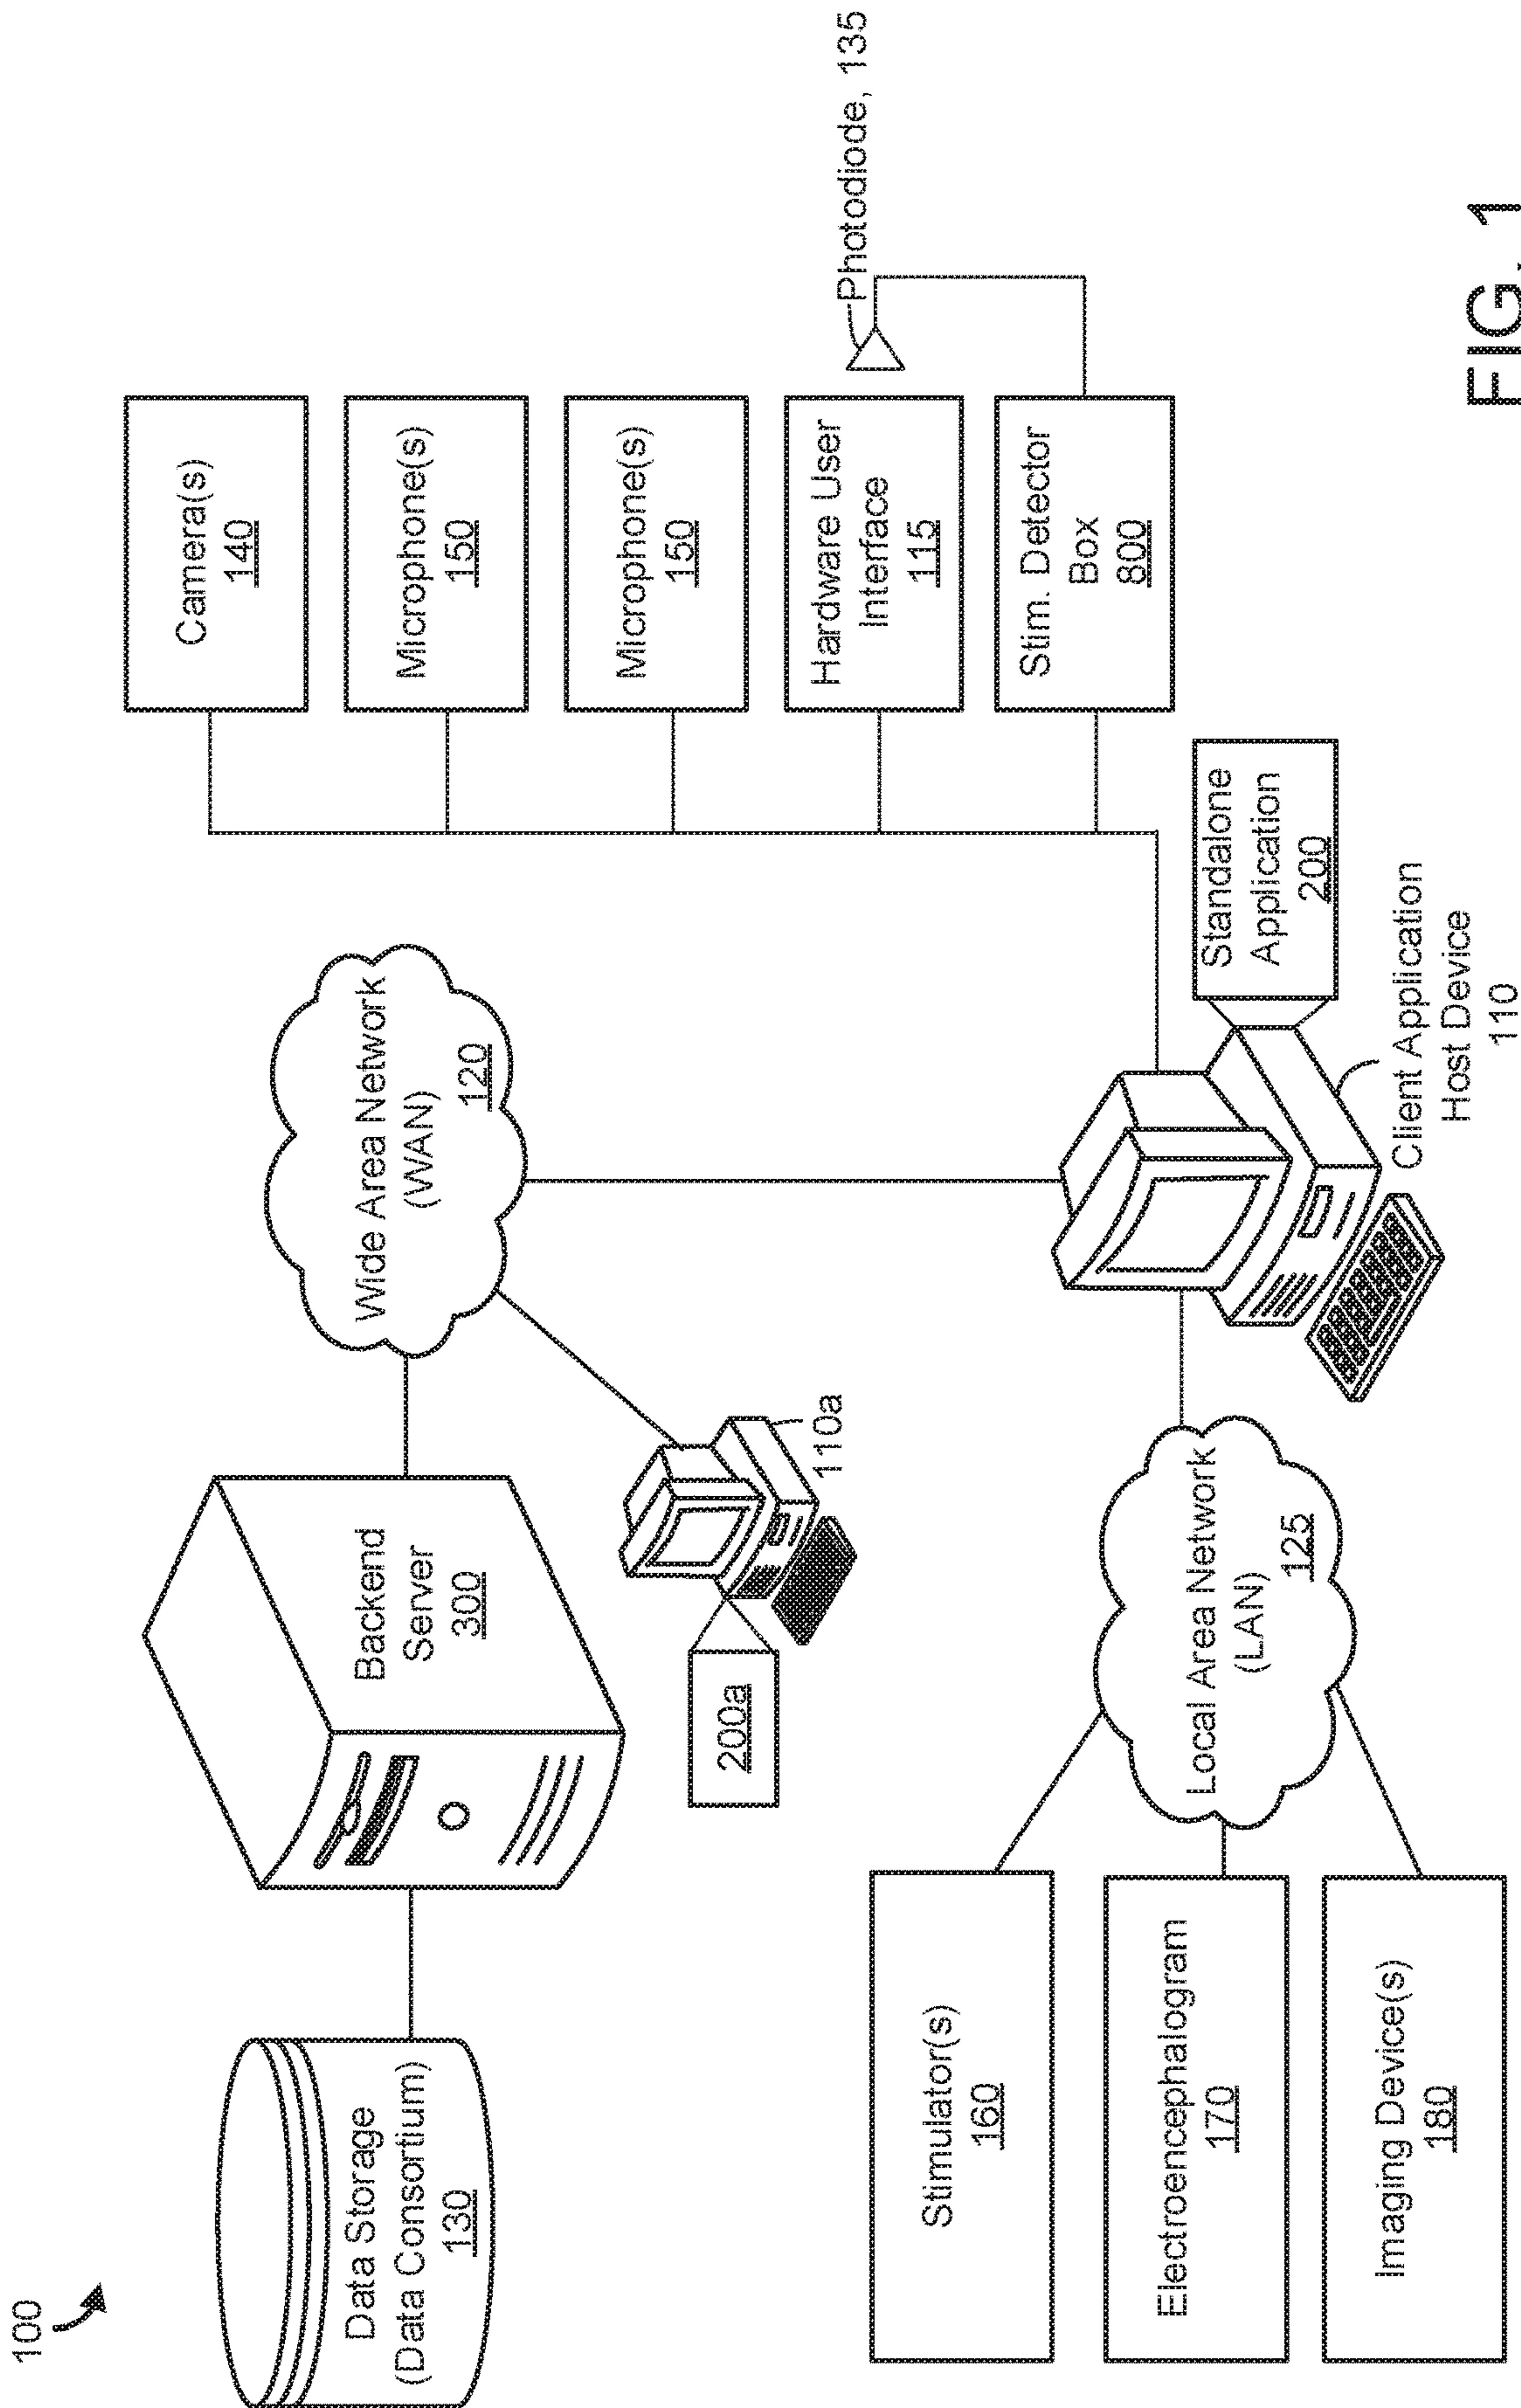 100
Data Storage
(Data Consortium)
130
Backend
Server
300
Wide Area Network
(WAN)
120
Camera(s)
140
Microphone(s)
150
Microphone(s)
150
Hardware User
Interface
115
Stim. Detector
Box
800
Photodiode, 135
200a
110a
Stimulator(s)
160
Electroencephalogram
170
Imaging Device(s)
180
Local Area Network
(LAN)
125
Standalone
Application
200
Client Application
Host Device
110
FIG. 1